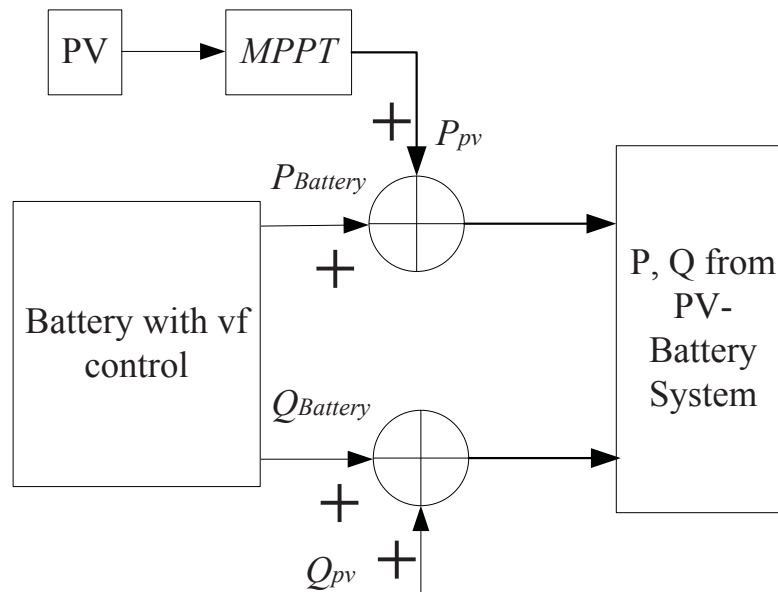 PV
MPPT
+
Ppv
PBattery
+
Battery with vf
control
P, Q from
PV-
Battery
System
QBattery
+
Qpv
+